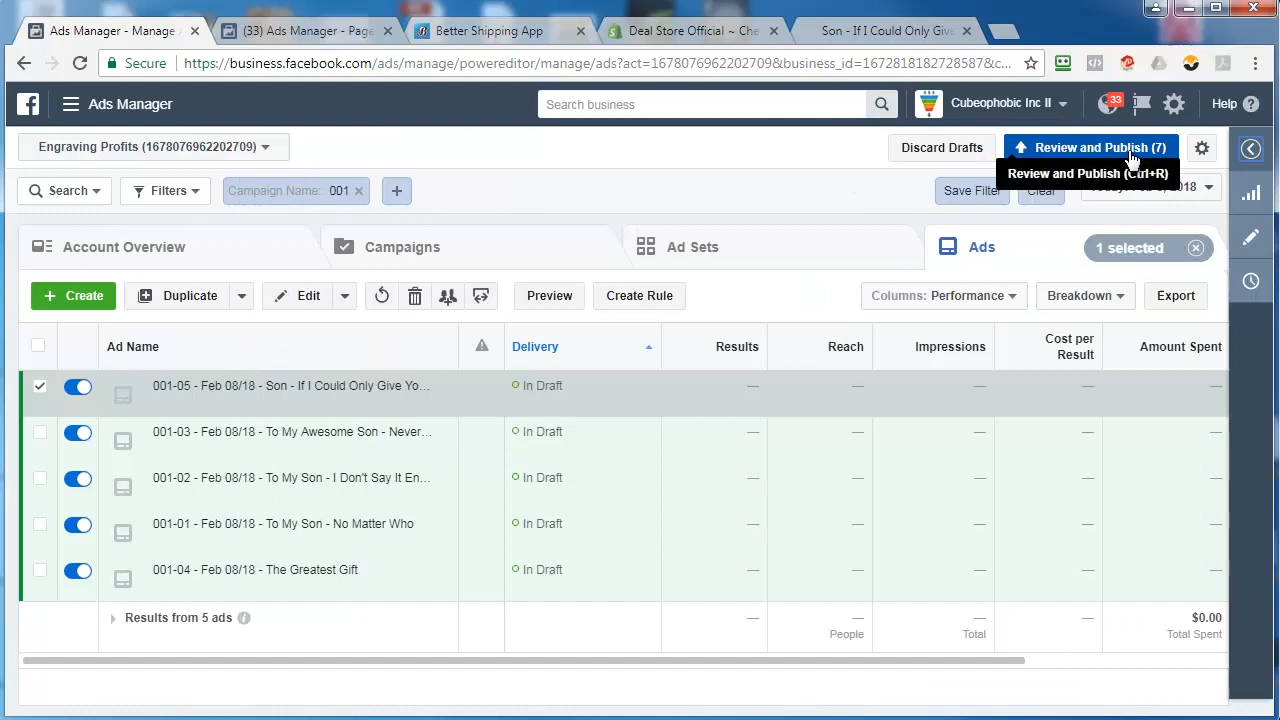 Ads Manager - Manage
(33) Ads Manager - Page
Better Shipping App
Deal Store Official ~ Che
Son - If I Could Only Give
Secure
https://business.facebook.com/ads/manage/powereditor/manage/ads?act=1678076962202709&business_id=1672818182728587&c...
Ads Manager
Search business
Cubeophobic Inc II
33
Help
Engraving Profits (1678076962202709)
Discard Drafts
Review and Publish (7)
Review and Publish (Ctrl+R)
Search
Filters
Campaign Name: 001
Save Filter
Clear
2018
Account Overview
Campaigns
Ad Sets
Ads
1 selected
Create
Duplicate
Edit
Preview
Create Rule
Columns: Performance
Breakdown
Export
Ad Name
Delivery
Results
Reach
Impressions
Cost per
Result
Amount Spent
001-05 - Feb 08/18 - Son - If I Could Only Give Yo... In Draft — — — — —
001-03 - Feb 08/18 - To My Awesome Son - Never... In Draft — — — — —
001-02 - Feb 08/18 - To My Son - I Don't Say It En... In Draft — — — — —
001-01 - Feb 08/18 - To My Son - No Matter Who In Draft — — — — —
001-04 - Feb 08/18 - The Greatest Gift In Draft — — — — —
Results from 5 ads — — — — $0.00
People Total Total Spent